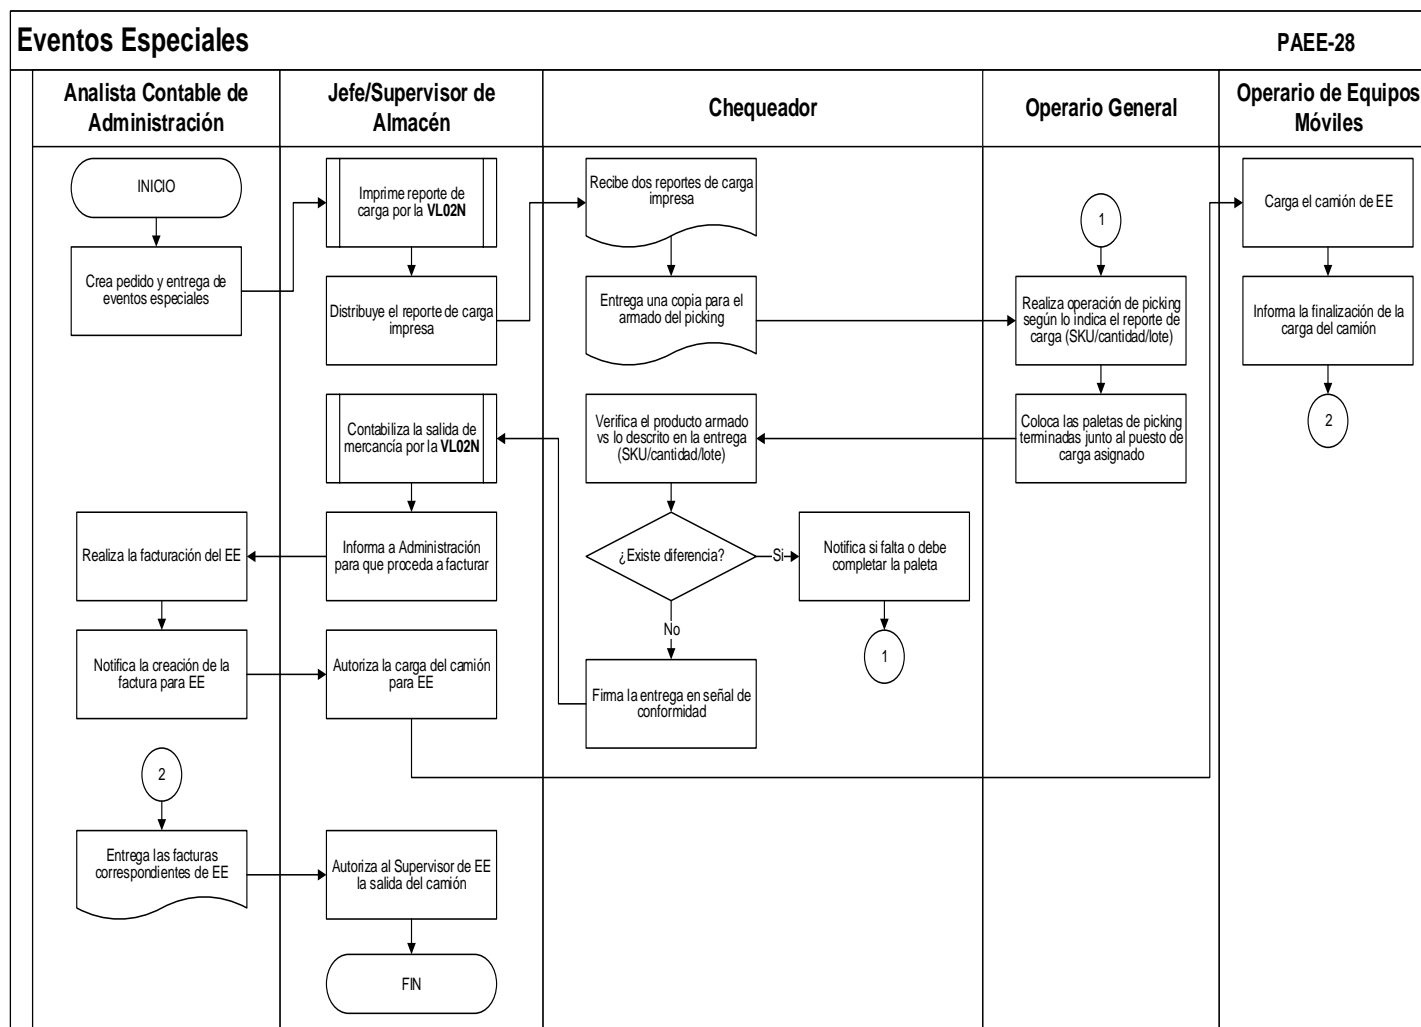 Eventos Especiales
PAEE-28
Analista Contable de
Administración
Jefe/Supervisor de
Almacén
Chequeador
Operario General
Operario de Equipos
Móviles
INICIO
Crea pedido y entrega de
eventos especiales
Imprime reporte de
carga por la VL02N
Distribuye el reporte de carga
impresa
Recibe dos reportes de carga
impresa
Entrega una copia para el
armado del picking
1
Realiza operación de picking
según lo indica el reporte de
carga (SKU/cantidad/lote)
Coloca las paletas de picking
terminadas junto al puesto de
carga asignado
Verifica el producto armado
vs lo descrito en la entrega
(SKU/cantidad/lote)
¿Existe diferencia?
Si
Notifica si falta o debe
completar la paleta
1
No
Firma la entrega en señal de
conformidad
Contabiliza la salida de
mercancía por la VL02N
Informa a Administración
para que proceda a facturar
Realiza la facturación del EE
Notifica la creación de la
factura para EE
Autoriza la carga del camión
para EE
Carga el camión de EE
Informa la finalización de la
carga del camión
2
2
Entrega las facturas
correspondientes de EE
Autoriza al Supervisor de EE
la salida del camión
FIN